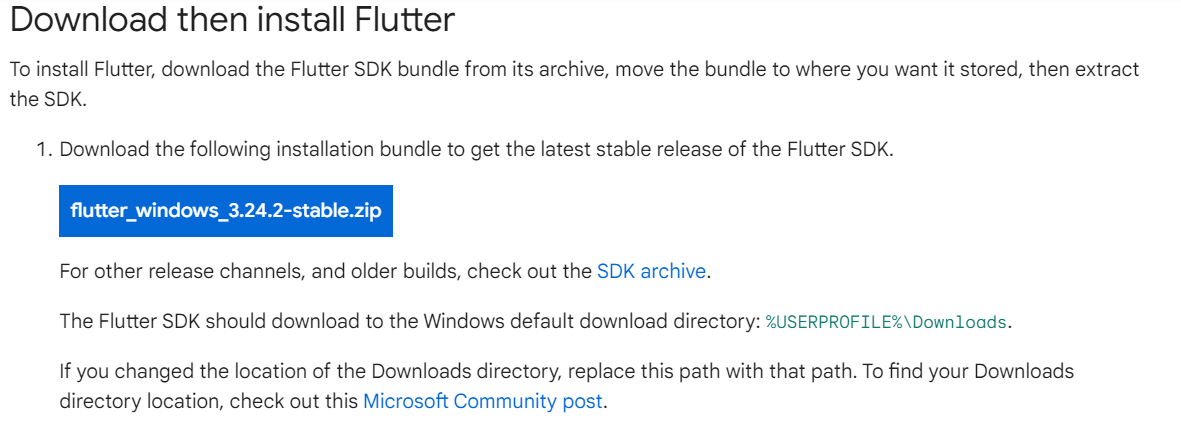 Download then install Flutter
To install Flutter, download the Flutter SDK bundle from its archive, move the bundle to where you want it stored, then extract
the SDK.
1. Download the following installation bundle to get the latest stable release of the Flutter SDK.
flutter_windows_3.24.2-stable.zip
For other release channels, and older builds, check out the SDK archive.
The Flutter SDK should download to the Windows default download directory: %USERPROFILE%\Downloads.
If you changed the location of the Downloads directory, replace this path with that path. To find your Downloads
directory location, check out this Microsoft Community post.